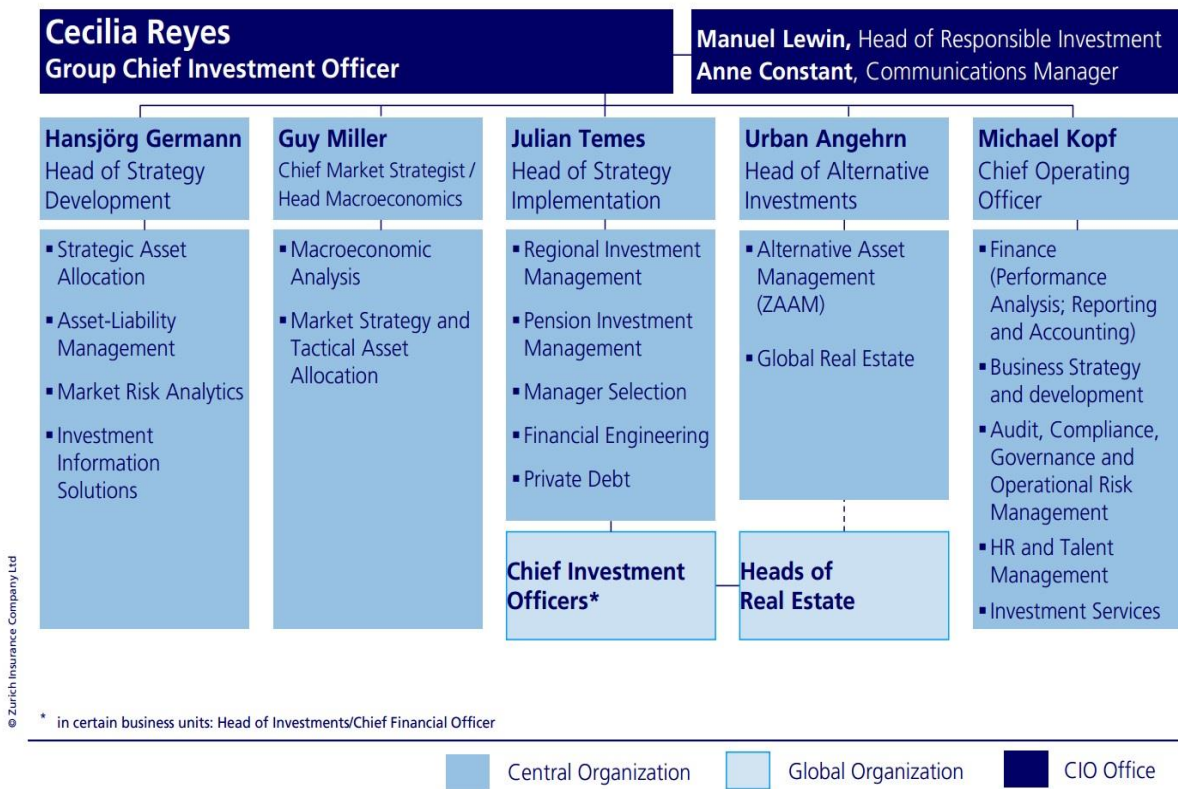 Cecilia Reyes
Group Chief Investment Officer
Manuel Lewin, Head of Responsible Investment
Anne Constant, Communications Manager
Hansjörg Germann
Head of Strategy
Development
Guy Miller
Chief Market Strategist /
Head Macroeconomics
Julian Temes
Head of Strategy
Implementation
Urban Angehrn
Head of Alternative
Investments
Michael Kopf
Chief Operating
Officer
▪ Strategic Asset
Allocation
▪ Asset-Liability
Management
▪ Market Risk Analytics
▪ Investment
Information
Solutions
▪ Macroeconomic
Analysis
▪ Market Strategy and
Tactical Asset
Allocation
▪ Regional Investment
Management
▪ Pension Investment
Management
▪ Manager Selection
▪ Financial Engineering
▪ Private Debt
▪ Alternative Asset
Management
(ZAAM)
▪ Global Real Estate
▪ Finance
(Performance
Analysis; Reporting
and Accounting)
▪ Business Strategy
and development
▪ Audit, Compliance,
Governance and
Operational Risk
Management
▪ HR and Talent
Management
▪ Investment Services
Chief Investment
Officers*
Heads of
Real Estate
© Zurich Insurance Company Ltd
* in certain business units: Head of Investments/Chief Financial Officer
Central Organization
Global Organization
CIO Office